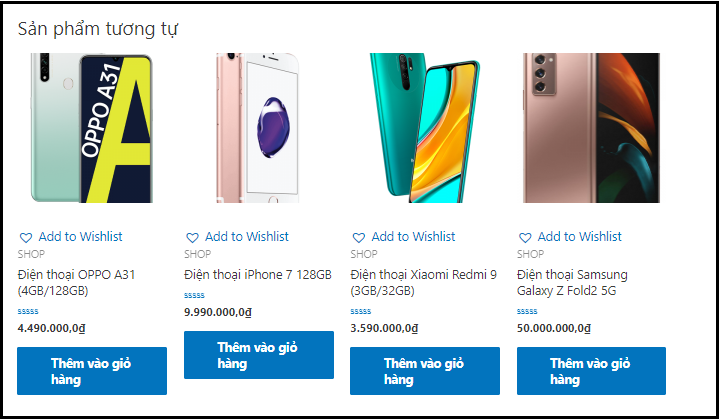 Sản phẩm tương tự
OPPO A31
Add to Wishlist
SHOP
Điện thoại OPPO A31
(4GB/128GB)
sssss
4.490.000,0₫
Thêm vào giỏ
hàng
Add to Wishlist
SHOP
Điện thoại iPhone 7 128GB
sssss
9.990.000,0₫
Thêm vào giỏ
hàng
Add to Wishlist
SHOP
Điện thoại Xiaomi Redmi 9
(3GB/32GB)
sssss
3.590.000,0₫
Thêm vào giỏ
hàng
Add to Wishlist
SHOP
Điện thoại Samsung
Galaxy Z Fold2 5G
sssss
50.000.000,0₫
Thêm vào giỏ
hàng